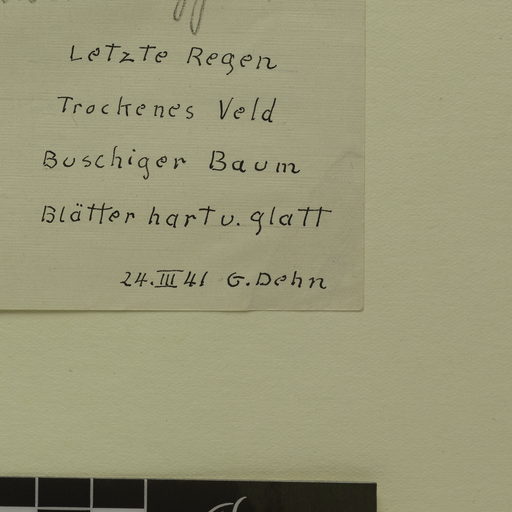 Letzte Regen
Trockenes Veld
Buschiger Baum
Blätter hart u. glatt
24.III 41 G. Dehn